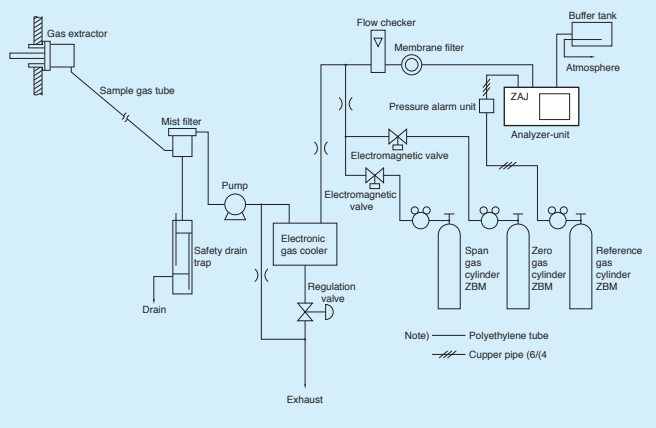 Gas extractor
Sample gas tube
Mist filter
Pump
Safety drain
trap
Drain
Electronic
gas cooler
Regulation
valve
Exhaust
Flow checker
Membrane filter
Buffer tank
Atmosphere
Pressure alarm unit
ZAJ
Analyzer-unit
Electromagnetic valve
Electromagnetic
valve
Span
gas
cylinder
ZBM
Zero
gas
cylinder
ZBM
Reference
gas
cylinder
ZBM
Note) Polyethylene tube
Cupper pipe (6/(4